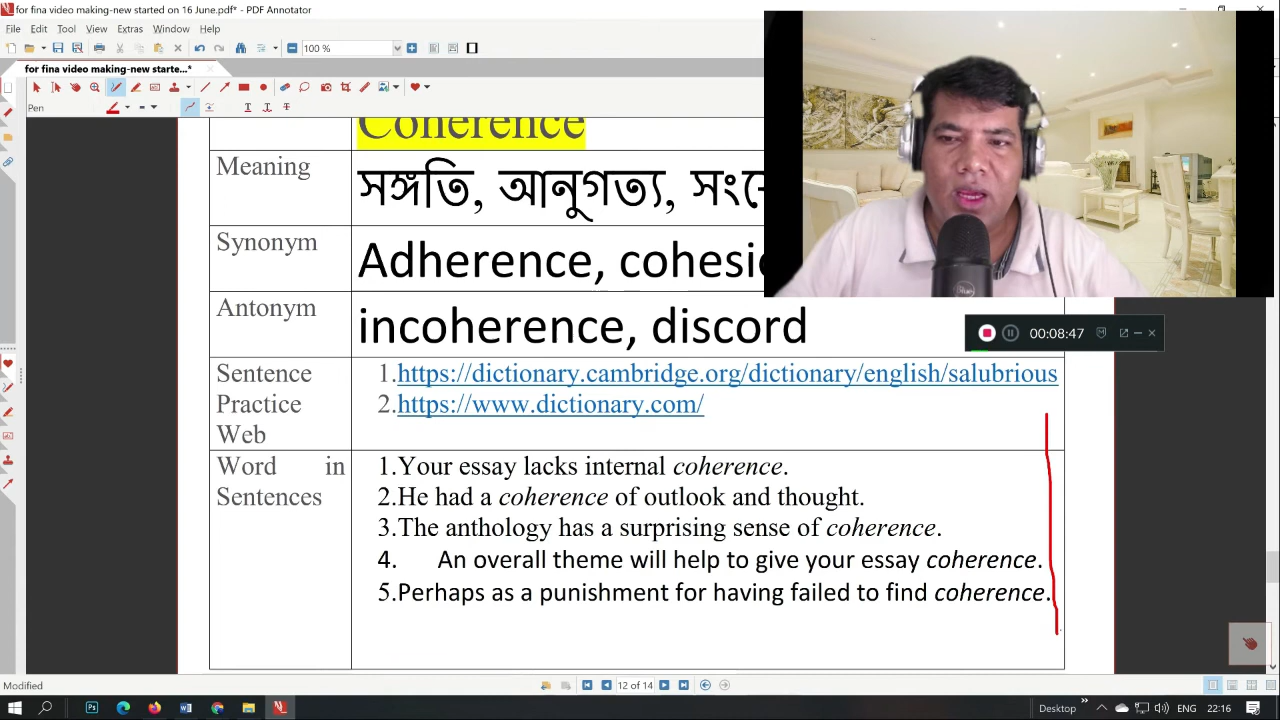 for fina video making-new started on 16 June.pdf* - PDF Annotator
File Edit Tool View Extras Window Help
100 %
for fina video making-new starte...*
Pen
Coherence
Meaning
সঙ্গতি, আনুগত্য,
Synonym
Adherence,
Antonym
incoherence, discord
00:08:47
Sentence Practice Web
1.https://dictionary.cambridge.org/dictionary/english/salubrious
2.https://www.dictionary.com/
Word in Sentences
1.Your essay lacks internal coherence.
2.He had a coherence of outlook and thought.
3.The anthology has a surprising sense of coherence.
4. An overall theme will help to give your essay coherence.
5.Perhaps as a punishment for having failed to find coherence.
Modified
12 of 14
Desktop
ENG
22:16